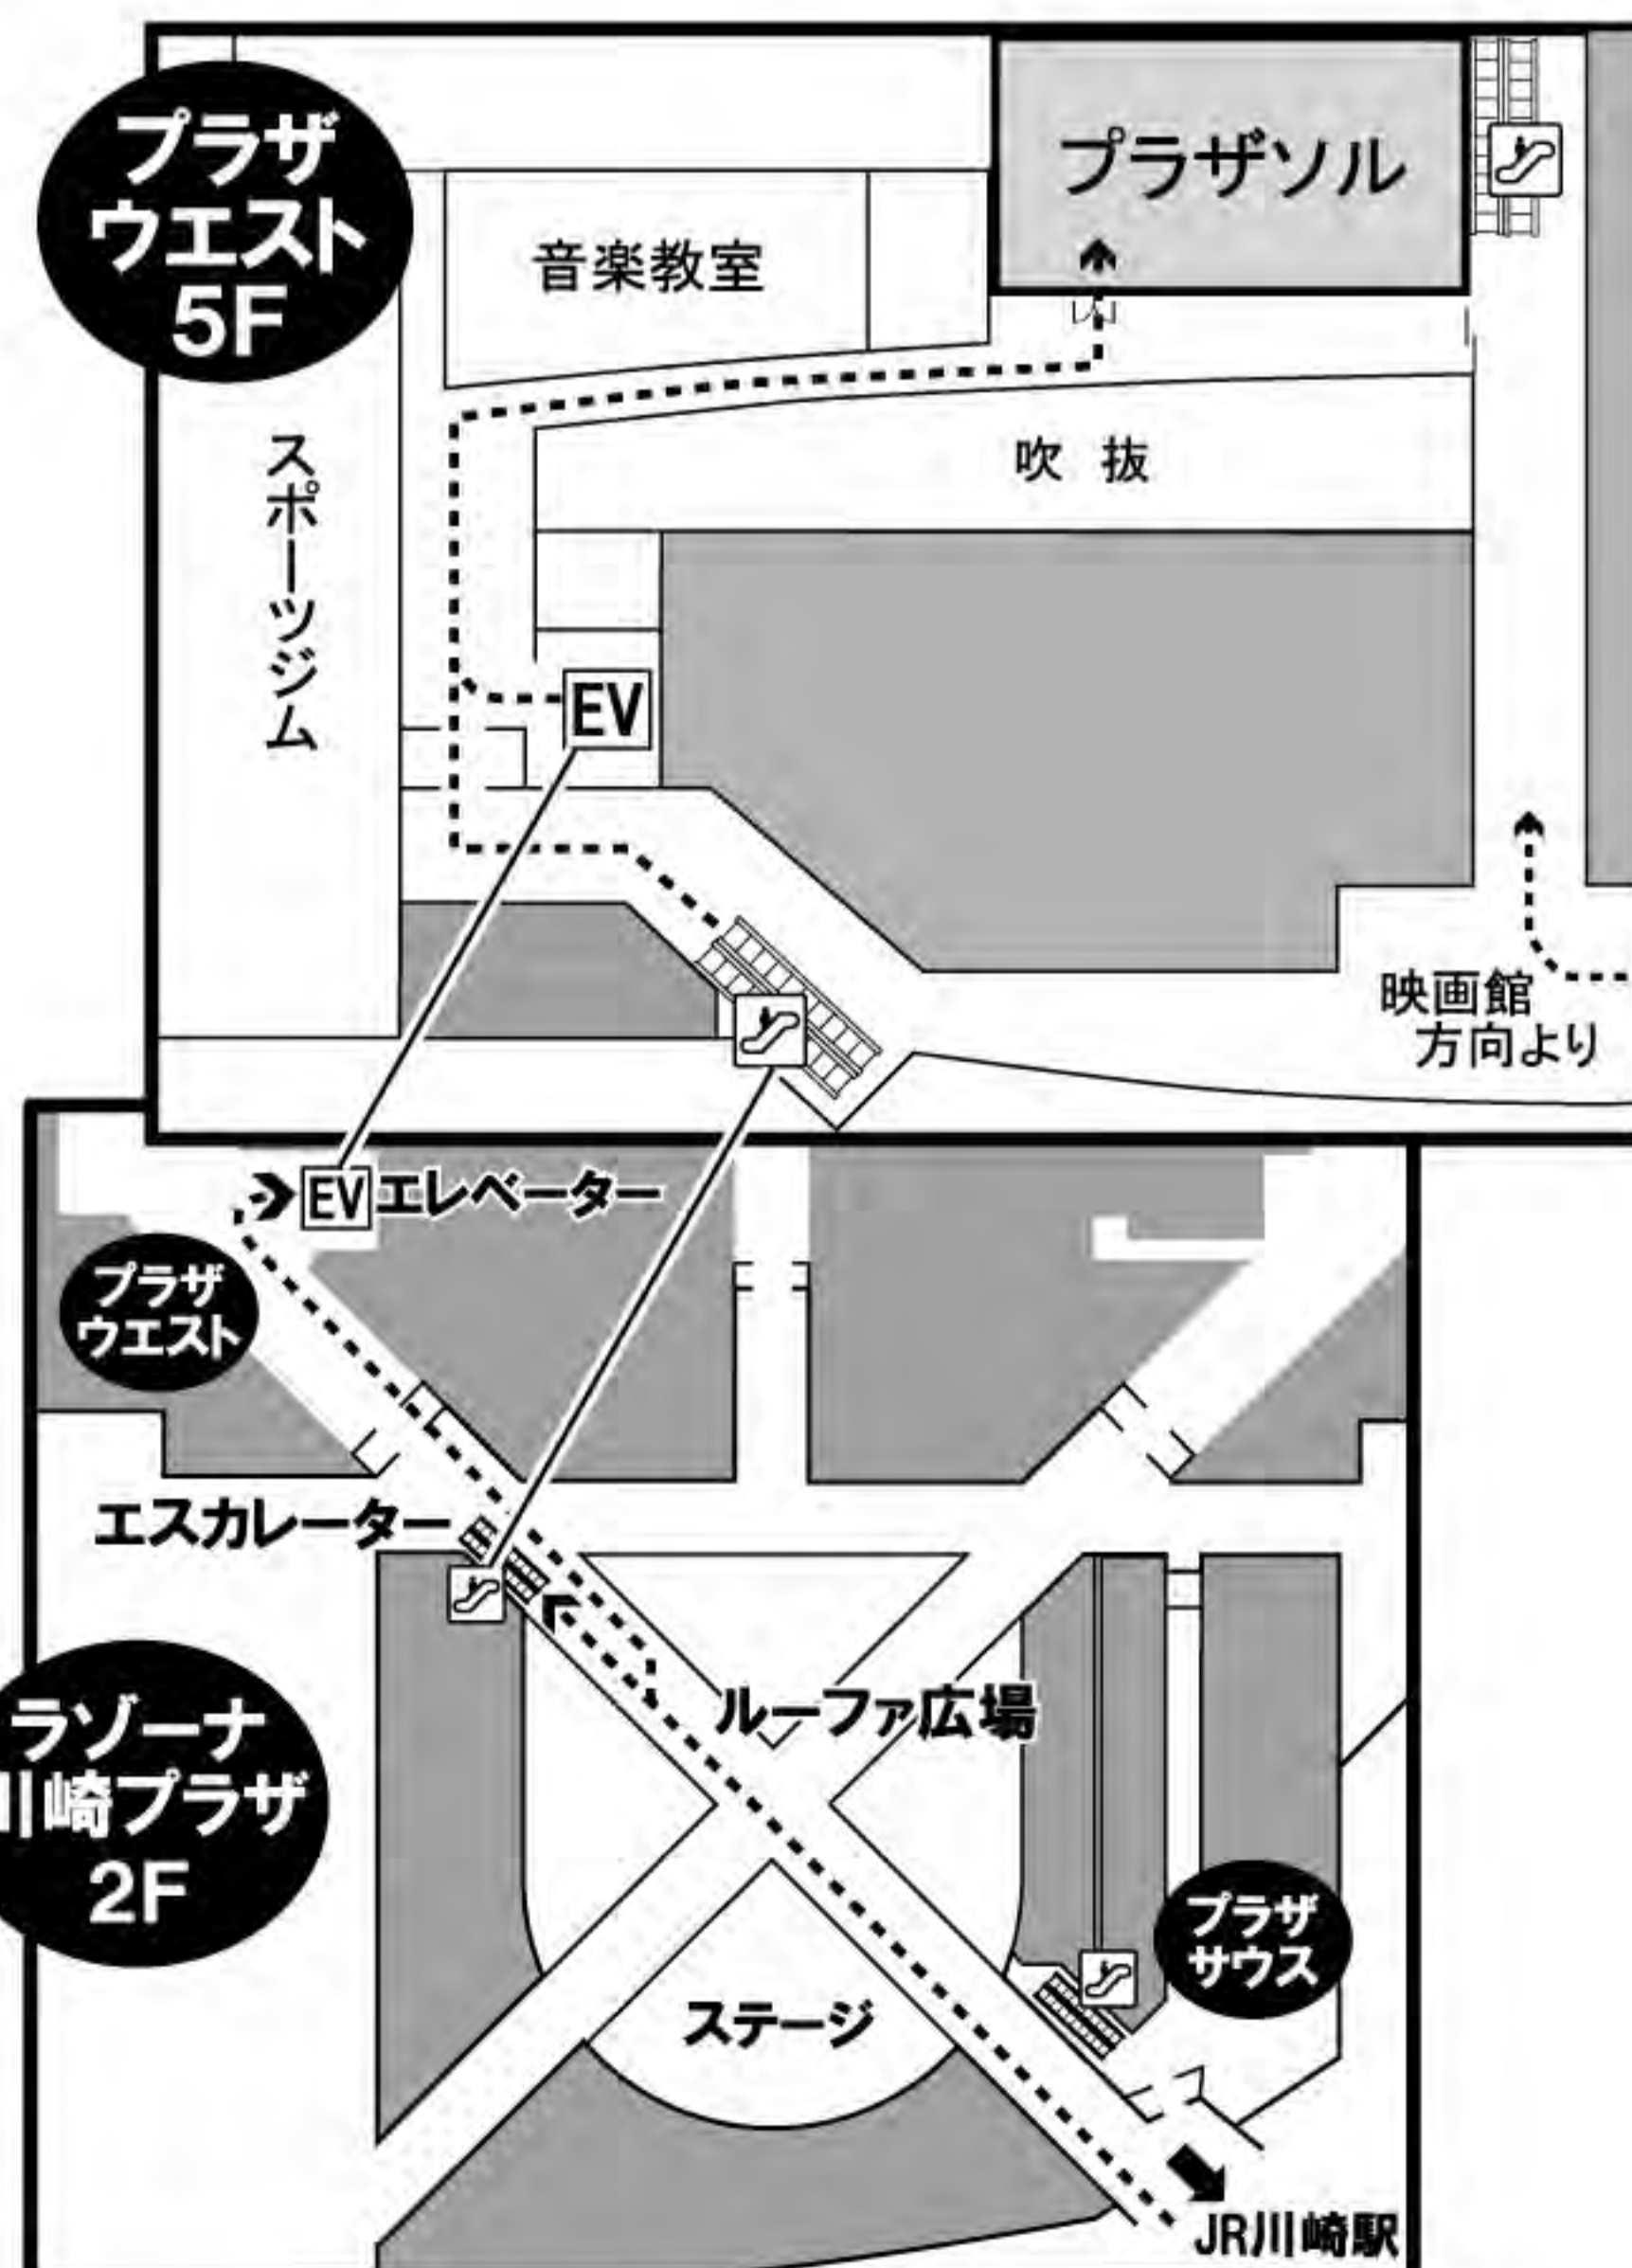 プラザ
ウエスト
5F
プラザソル
音楽教室
スポーツジム
吹 抜
EV
映画館
方向より
EVエレベーター
プラザ
ウエスト
エスカレーター
ルーファ広場
ラゾーナ
川崎プラザ
2F
プラザ
サウス
ステージ
JR川崎駅